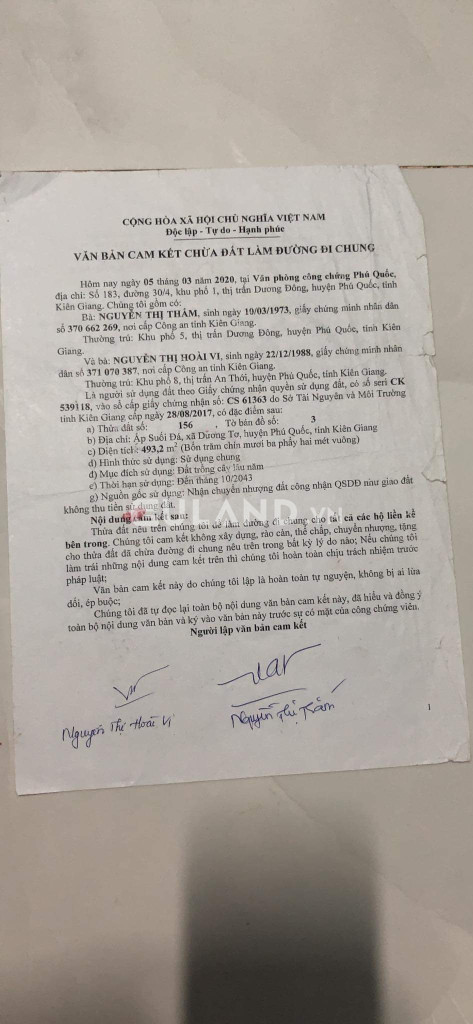 CỘNG HÒA XÃ HỘI CHỦ NGHĨA VIỆT NAM
Độc lập - Tự do - Hạnh phúc
VĂN BẢN CAM KẾT CHỪA ĐẤT LÀM ĐƯỜNG ĐI CHUNG
Hôm nay ngày 05 tháng 03 năm 2020, tại Văn phòng công chứng Phú Quốc,
địa chỉ: Số 183, đường 30/4, khu phố 1, thị trấn Dương Đông, huyện Phú Quốc, tỉnh
Kiên Giang. Chúng tôi gồm có:
Bà: NGUYỄN THỊ THẮM, sinh ngày 10/03/1973, giấy chứng minh nhân dân
số 370 662 269, nơi cấp Công an tỉnh Kiên Giang.
Thường trú: Khu phố 5, thị trấn Dương Đông, huyện Phú Quốc, tỉnh Kiên
Giang.
Và bà: NGUYỄN THỊ HOÀI VI, sinh ngày 22/12/1988, giấy chứng minh nhân
dân số 371 070 387, nơi cấp Công an tỉnh Kiên Giang.
Thường trú: Khu phố 8, thị trấn An Thới, huyện Phú Quốc, tỉnh Kiên Giang.
Là người sử dụng đất theo Giấy chứng nhận quyền sử dụng đất, có số seri CK
539118, vào sổ cấp giấy chứng nhận số: CS 61363 do Sở Tài Nguyên và Môi Trường
tỉnh Kiên Giang cấp ngày 28/08/2017, có đặc điểm sau:
a) Thửa đất số: 156 , Tờ bản đồ số: 3
b) Địa chỉ: Ấp Suối Đá, xã Dương Tơ, huyện Phú Quốc, tỉnh Kiên Giang
c) Diện tích: 493,2 m² (Bốn trăm chín mươi ba phẩy hai mét vuông)
d) Hình thức sử dụng: Sử dụng chung
đ) Mục đích sử dụng: Đất trồng cây lâu năm
e) Thời hạn sử dụng: Đến tháng 10/2043
g) Nguồn gốc sử dụng: Nhận chuyển nhượng đất công nhận QSDĐ như giao đất
không thu tiền sử dụng đất
Nội dung cam kết sau:
Thửa đất nêu trên chúng tôi để làm đường đi chung cho tất cả các hộ liền kề
bên trong. Chúng tôi cam kết không xây dựng, rào cản, thế chấp, chuyển nhượng, tặng
cho thửa đất đã chừa đường đi chung nêu trên trong bất kỳ lý do nào; Nếu chúng tôi
làm trái những nội dung cam kết trên thì chúng tôi hoàn toàn chịu trách nhiệm trước
pháp luật;
Văn bản cam kết này do chúng tôi lập là hoàn toàn tự nguyện, không bị ai lừa
dối, ép buộc;
Chúng tôi đã tự đọc lại toàn bộ nội dung văn bản cam kết này, đã hiểu và đồng ý
toàn bộ nội dung văn bản và ký vào văn bản này trước sự có mặt của công chứng viên.
Người lập văn bản cam kết
Nguyễn Thị Hoài Vi
Nguyễn Thị Thắm
1